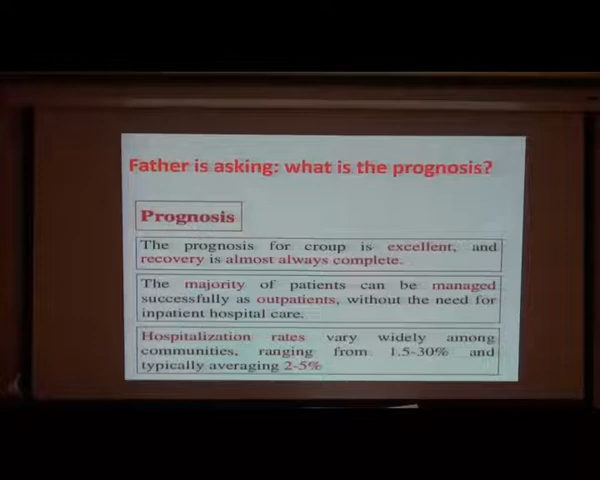 Father is asking: what is the prognosis?
Prognosis
The prognosis for croup is excellent, and
recovery is almost always complete.
The majority of patients can be managed
successfully as outpatients, without the need for
inpatient hospital care.
Hospitalization rates vary widely among
communities, ranging from 1.5-30% and
typically averaging 2-5%